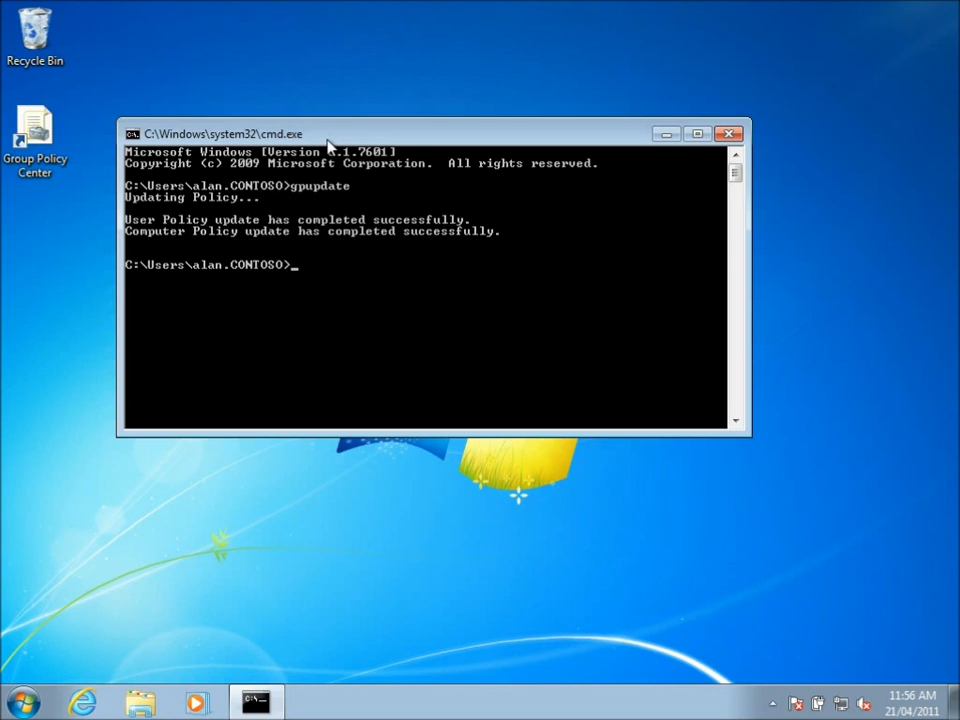 Recycle Bin
Group Policy
Center
C:\Windows\system32\cmd.exe
Microsoft Windows [Version .1.7601]
Copyright (c) 2009 Microsoft Corporation.  All rights reserved.
C:\Users\alan.CONTOSO>gpupdate
Updating Policy...
User Policy update has completed successfully.
Computer Policy update has completed successfully.
C:\Users\alan.CONTOSO>_
C:\_
11:56 AM
21/04/2011